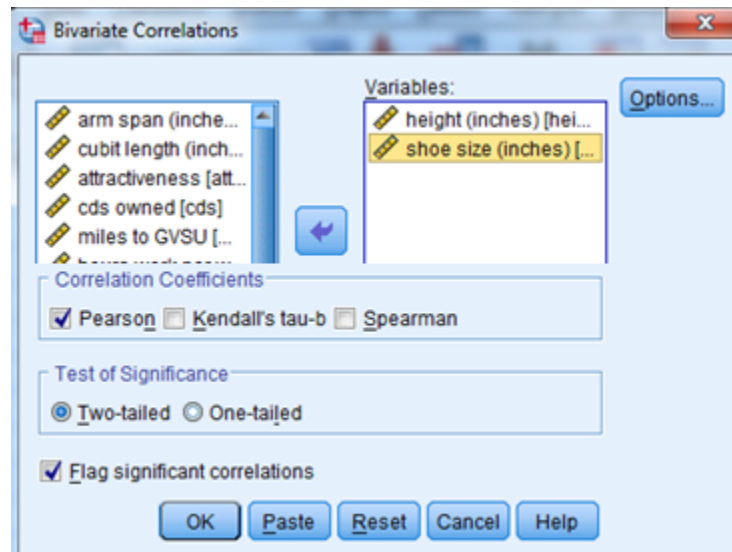 Bivariate Correlations
Variables:
Options...
arm span (inche...
cubit length (inch...
attractiveness [att...
cds owned [cds]
miles to GVSU [...
height (inches) [hei...
shoe size (inches) [...
Correlation Coefficients
Pearson Kendall's tau-b Spearman
Test of Significance
Two-tailed One-tailed
Flag significant correlations
OK Paste Reset Cancel Help